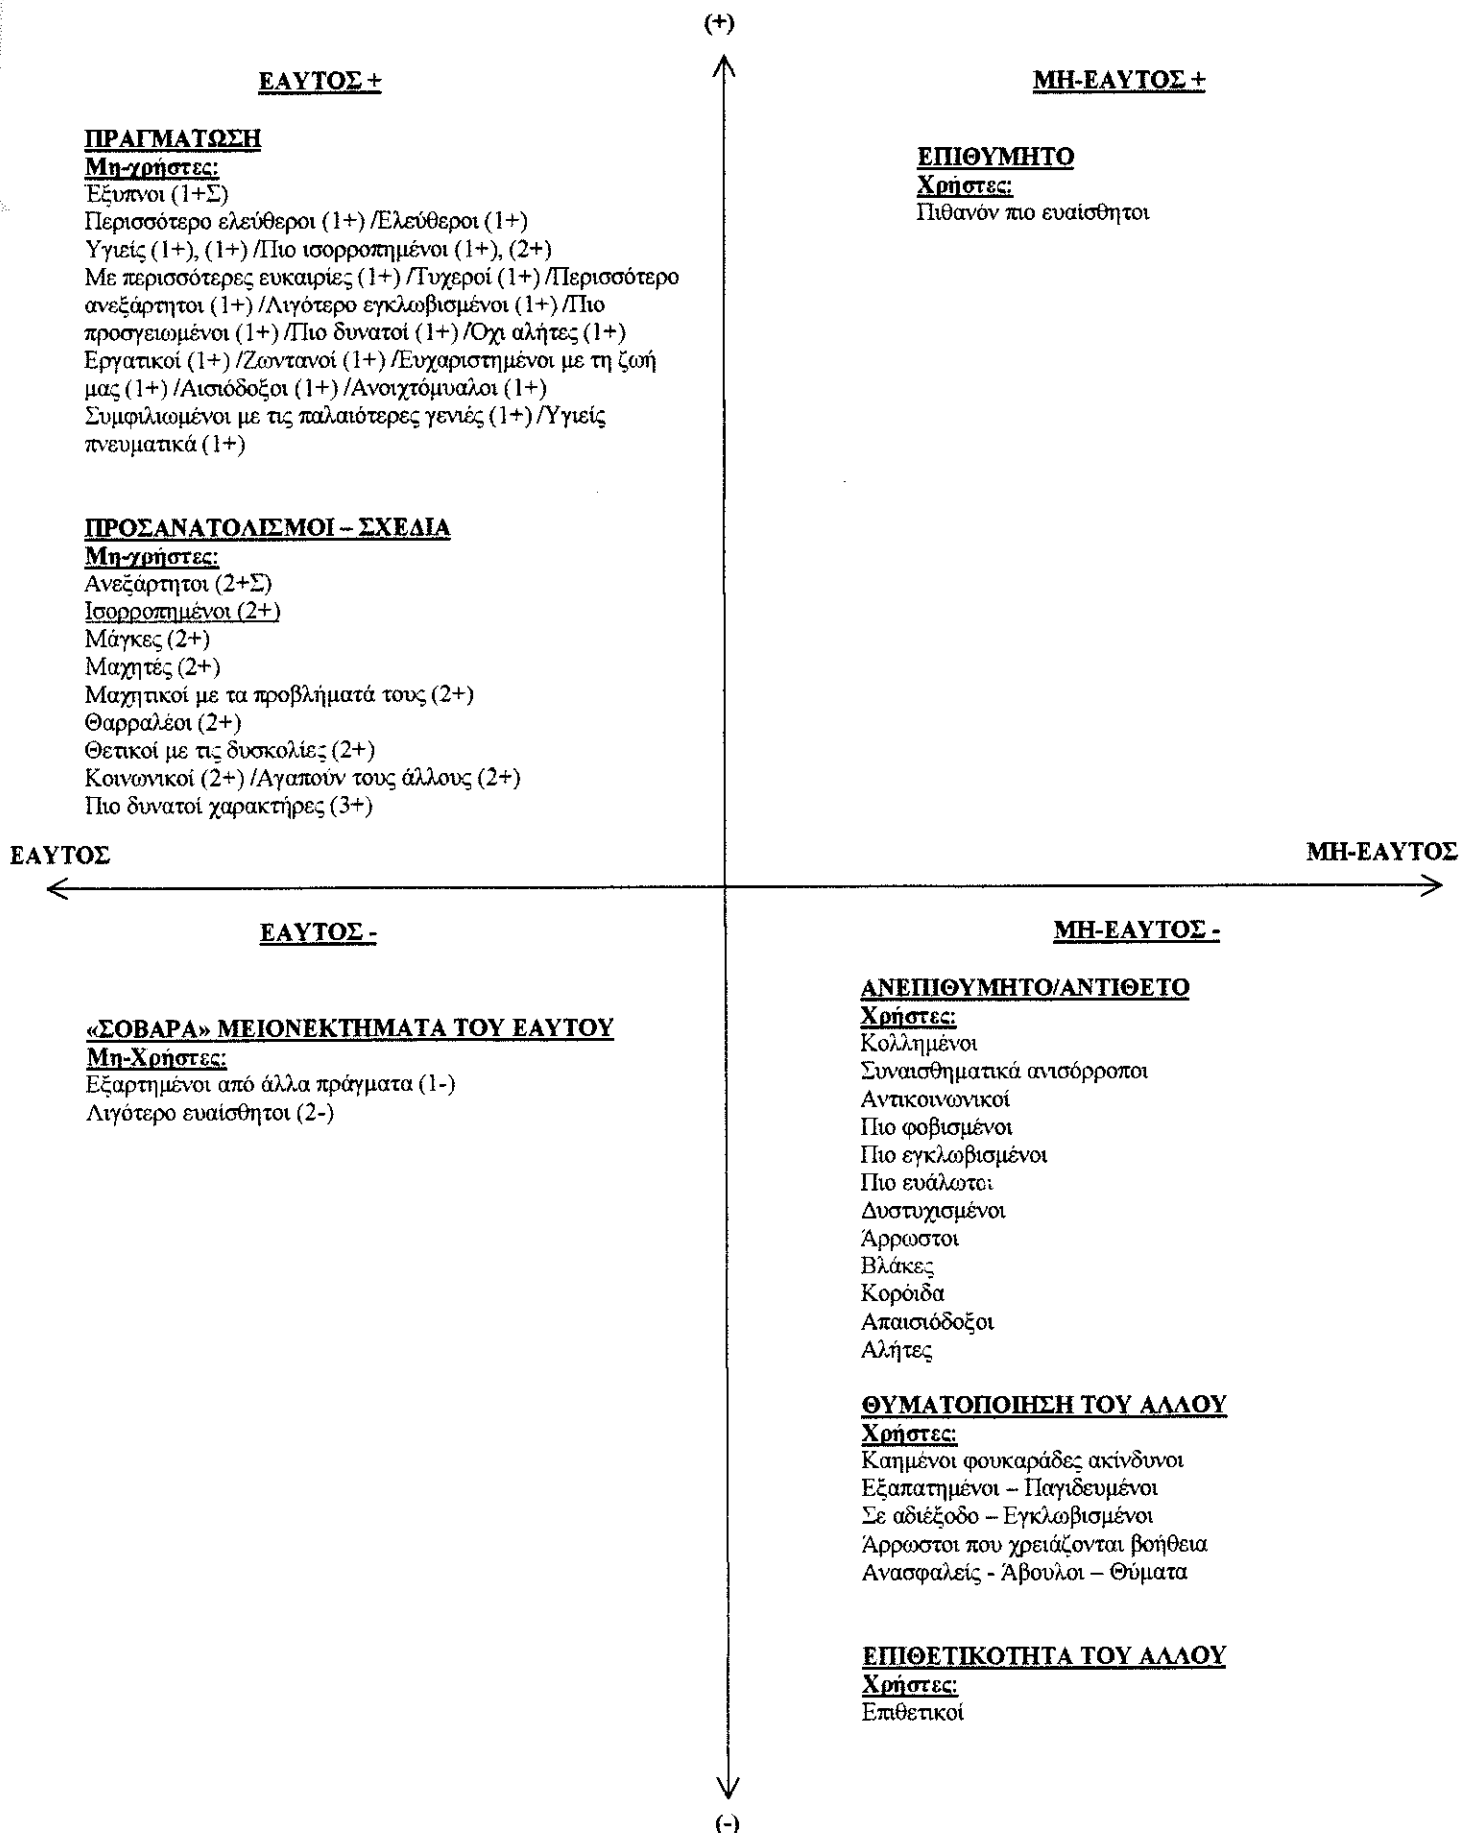 (+)
ΕΑΥΤΟΣ +
ΠΡΑΓΜΑΤΩΣΗ
Μη-χρήστες:
Έξυπνοι (1+Σ)
Περισσότερο ελεύθεροι (1+) /Ελεύθεροι (1+)
Υγιείς (1+), (1+) /Πιο ισορροπημένοι (1+), (2+)
Με περισσότερες ευκαιρίες (1+) /Τυχεροί (1+) /Περισσότερο
ανεξάρτητοι (1+) /Λιγότερο εγκλωβισμένοι (1+) /Πιο
προσγειωμένοι (1+) /Πιο δυνατοί (1+) /Όχι αλήτες (1+)
Εργατικοί (1+) /Ζωντανοί (1+) /Ευχαριστημένοι με τη ζωή
μας (1+) /Αισιόδοξοι (1+) /Ανοιχτόμυαλοι (1+)
Συμφιλιωμένοι με τις παλαιότερες γενιές (1+) /Υγιείς
πνευματικά (1+)
ΠΡΟΣΑΝΑΤΟΛΙΣΜΟΙ – ΣΧΕΔΙΑ
Μη-χρήστες:
Ανεξάρτητοι (2+Σ)
Ισορροπημένοι (2+)
Μάγκες (2+)
Μαχητές (2+)
Μαχητικοί με τα προβλήματά τους (2+)
Θαρραλέοι (2+)
Θετικοί με τις δυσκολίες (2+)
Κοινωνικοί (2+) /Αγαπούν τους άλλους (2+)
Πιο δυνατοί χαρακτήρες (3+)
ΜΗ-ΕΑΥΤΟΣ +
ΕΠΙΘΥΜΗΤΟ
Χρήστες:
Πιθανόν πιο ευαίσθητοι
ΕΑΥΤΟΣ
ΜΗ-ΕΑΥΤΟΣ
ΕΑΥΤΟΣ -
«ΣΟΒΑΡΑ» ΜΕΙΟΝΕΚΤΗΜΑΤΑ ΤΟΥ ΕΑΥΤΟΥ
Μη-Χρήστες:
Εξαρτημένοι από άλλα πράγματα (1-)
Λιγότερο ευαίσθητοι (2-)
ΜΗ-ΕΑΥΤΟΣ -
ΑΝΕΠΙΘΥΜΗΤΟ/ΑΝΤΙΘΕΤΟ
Χρήστες:
Κολλημένοι
Συναισθηματικά ανισόρροποι
Αντικοινωνικοί
Πιο φοβισμένοι
Πιο εγκλωβισμένοι
Πιο ευάλωτοι
Δυστυχισμένοι
Άρρωστοι
Βλάκες
Κορόιδα
Απαισιόδοξοι
Αλήτες
ΘΥΜΑΤΟΠΟΙΗΣΗ ΤΟΥ ΑΛΛΟΥ
Χρήστες:
Καημένοι φουκαράδες ακίνδυνοι
Εξαπατημένοι – Παγιδευμένοι
Σε αδιέξοδο – Εγκλωβισμένοι
Άρρωστοι που χρειάζονται βοήθεια
Ανασφαλείς - Άβουλοι – Θύματα
ΕΠΙΘΕΤΙΚΟΤΗΤΑ ΤΟΥ ΑΛΛΟΥ
Χρήστες:
Επιθετικοί
(-)